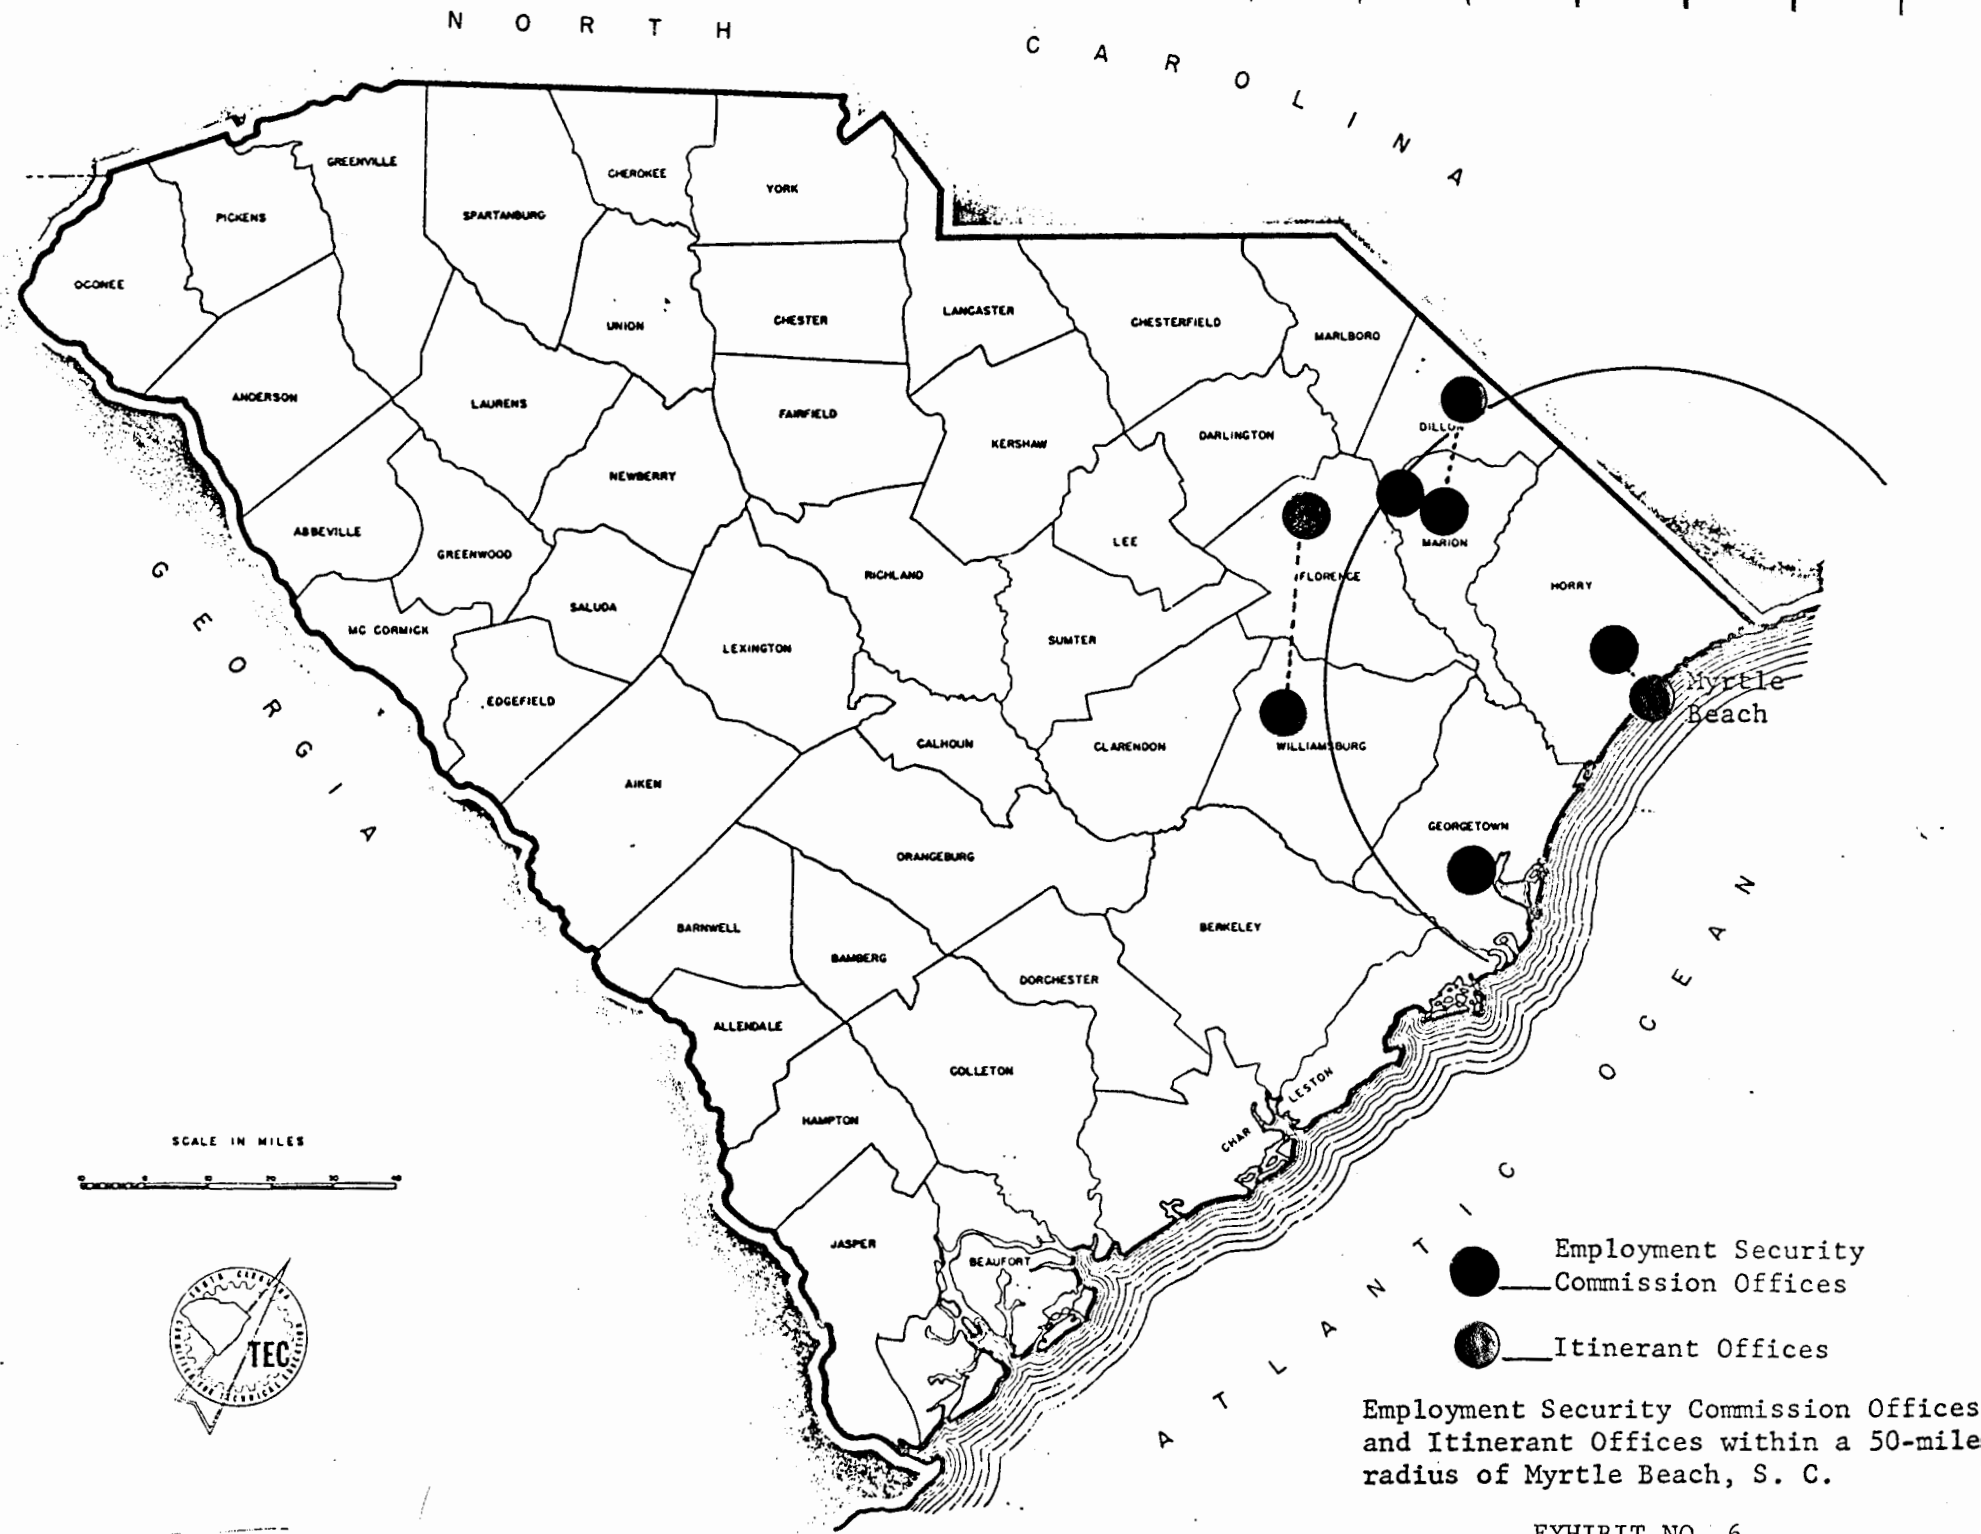 NORTH CAROLINA
GREENVILLE
CHEROKEE
YORK
PICKENS
SPARTANBURG
OCONEE
UNION
CHESTER
LANCASTER
CHESTERFIELD
MARLBORO
ANDERSON
LAURENS
FAIRFIELD
KERSHAW
DARLINGTON
DILLON
NEWBERRY
ABBEVILLE
GREENWOOD
LEE
MARION
RICHLAND
FLORENCE
HORRY
SALUDA
MC CORMICK
LEXINGTON
SUMTER
EDGEFIELD
Myrtle
Beach
CALHOUN
CLARENDON
WILLIAMSBURG
AIKEN
GEORGIA
GEORGETOWN
ORANGEBURG
BARNWELL
BERKELEY
BAMBERG
DORCHESTER
ALLENDALE
COLLETON
CHARLESTON
HAMPTON
JASPER
BEAUFORT
ATLANTIC OCEAN
SCALE IN MILES
TEC
Employment Security
Commission Offices
Itinerant Offices
Employment Security Commission Offices
and Itinerant Offices within a 50-mile
radius of Myrtle Beach, S. C.
EXHIBIT NO. 6